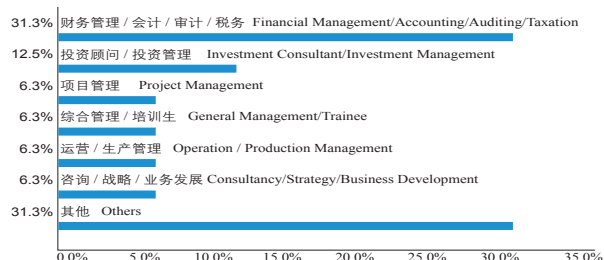 31.3% 财务管理 / 会计 / 审计 / 税务 Financial Management/Accounting/Auditing/Taxation
12.5% 投资顾问 / 投资管理 Investment Consultant/Investment Management
6.3% 项目管理 Project Management
6.3% 综合管理 / 培训生 General Management/Trainee
6.3% 运营 / 生产管理 Operation / Production Management
6.3% 咨询 / 战略 / 业务发展 Consultancy/Strategy/Business Development
31.3% 其他 Others
0.0% 5.0% 10.0% 15.0% 20.0% 25.0% 30.0% 35.0%